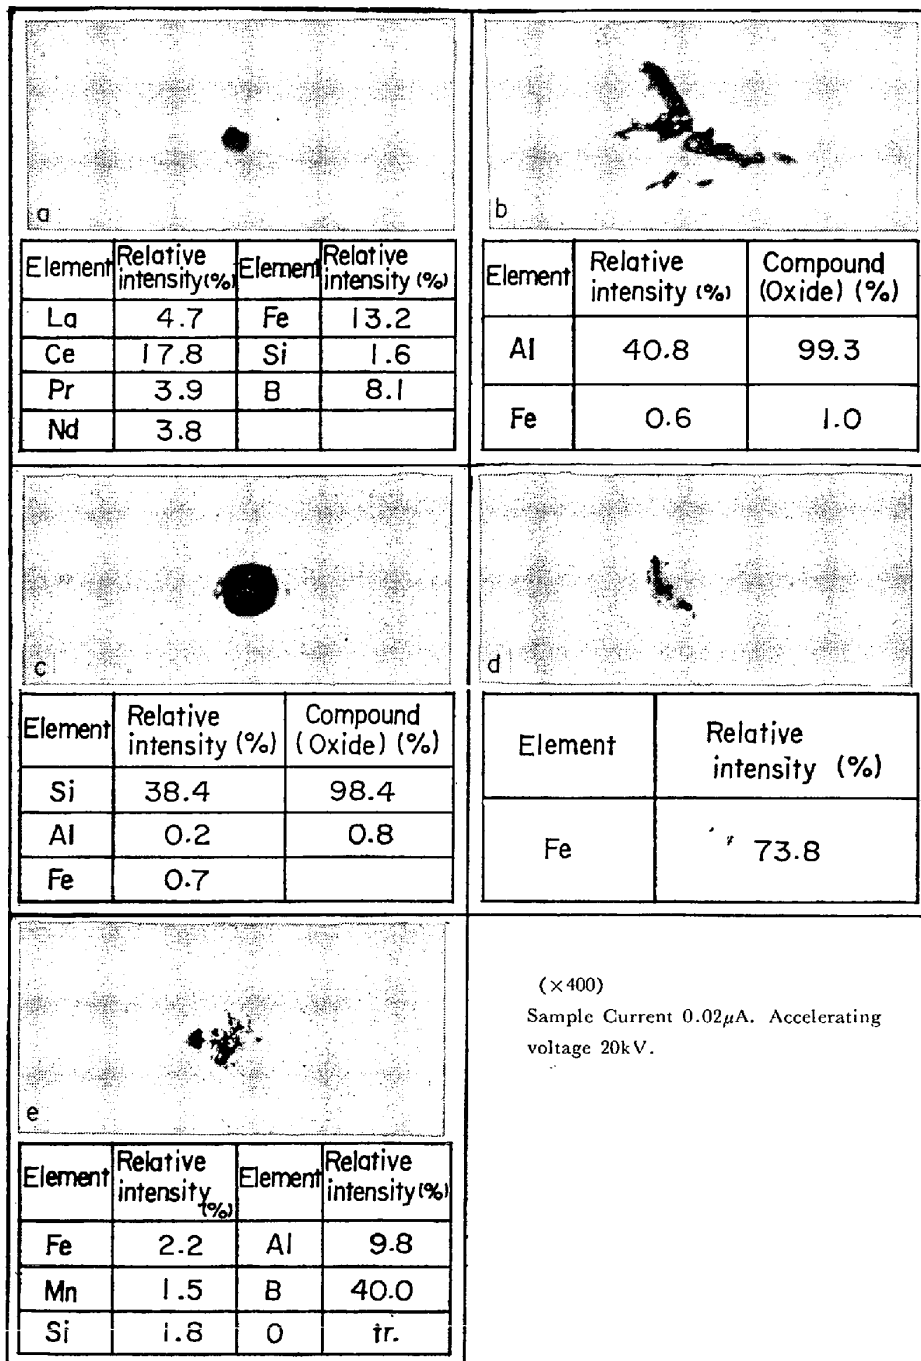 a
Element Relative intensity (%) Element Relative intensity (%)
La 4.7 Fe 13.2
Ce 17.8 Si 1.6
Pr 3.9 B 8.1
Nd 3.8
b
Element Relative intensity (%) Compound (Oxide) (%)
Al 40.8 99.3
Fe 0.6 1.0
c
Element Relative intensity (%) Compound (Oxide) (%)
Si 38.4 98.4
Al 0.2 0.8
Fe 0.7
d
Element Relative intensity (%)
Fe 73.8
e
Element Relative intensity (%) Element Relative intensity (%)
Fe 2.2 Al 9.8
Mn 1.5 B 40.0
Si 1.8 O tr.
(×400)
Sample Current 0.02μA. Accelerating
voltage 20kV.